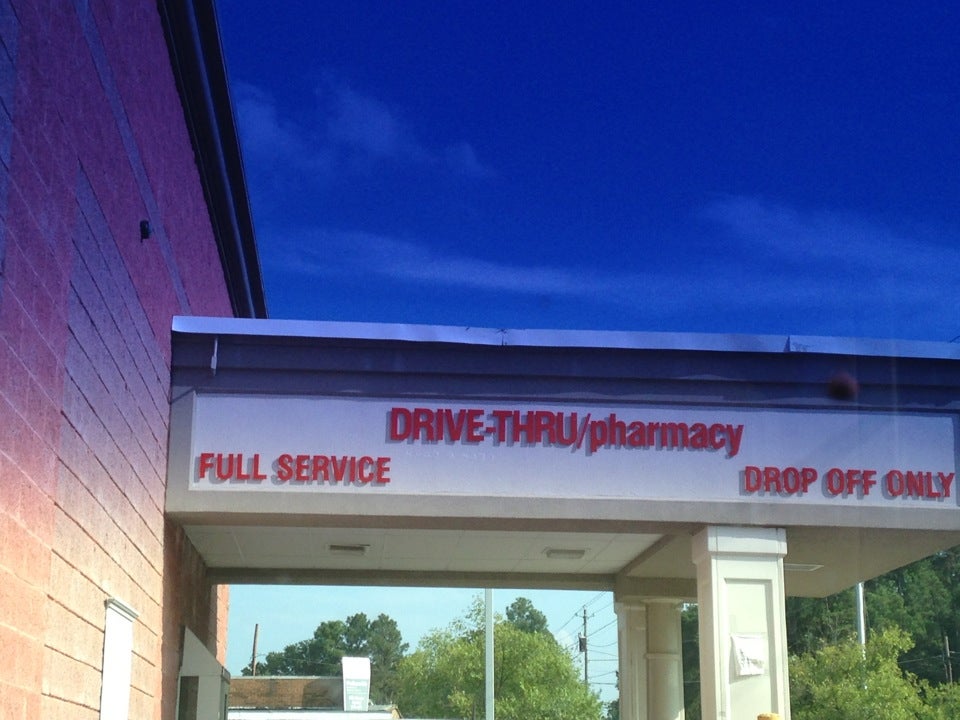 DRIVE-THRU/pharmacy
FULL SERVICE
DROP OFF ONLY